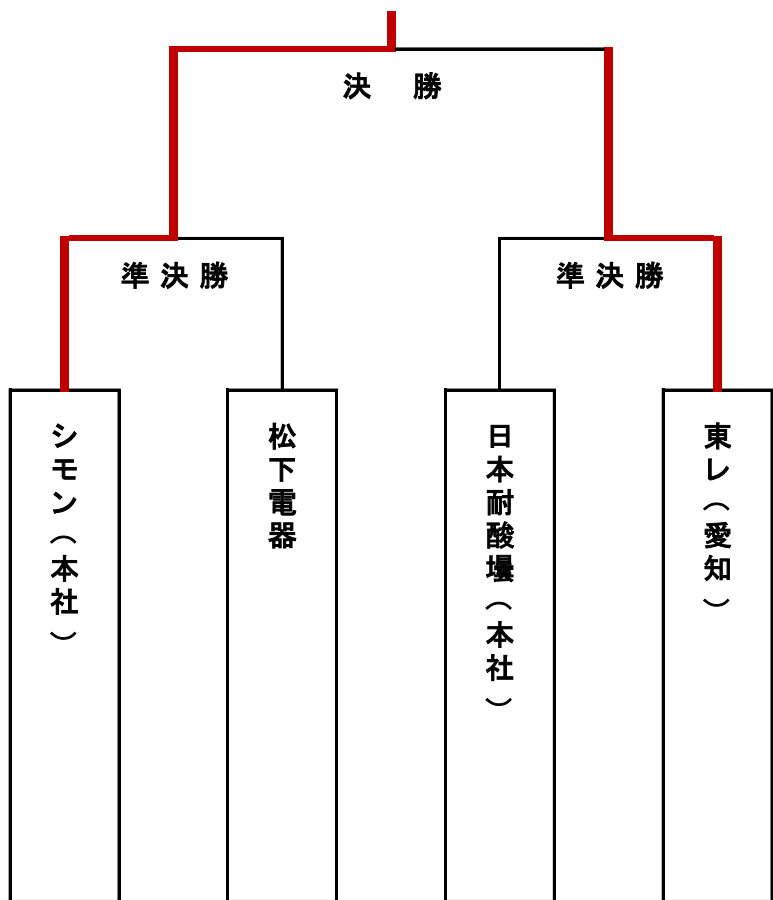 決 勝
準決勝
準決勝
シモン（本社）
松下電器
日本耐酸壜（本社）
東レ（愛知）